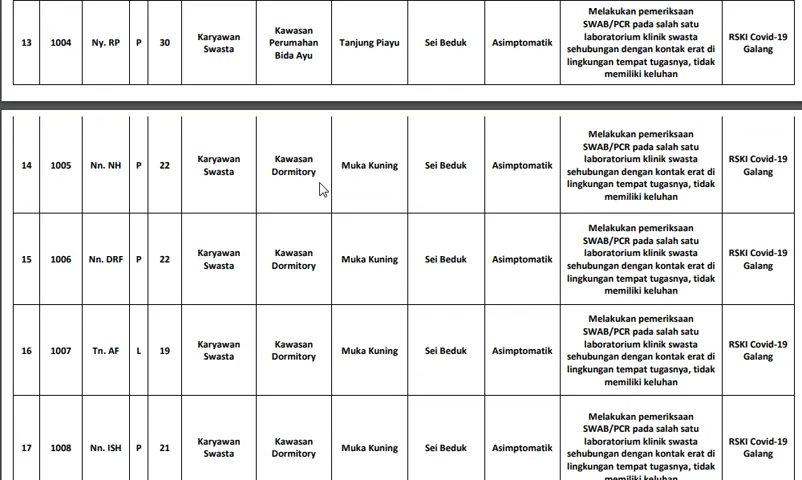 13 1004 Ny. RP P 30 Karyawan Swasta Kawasan Perumahan Bida Ayu Tanjung Piayu Sei Beduk Asimptomatik Melakukan pemeriksaan SWAB/PCR pada salah satu laboratorium klinik swasta sehubungan dengan kontak erat di lingkungan tempat tugasnya, tidak memiliki keluhan RSKI Covid-19 Galang
14 1005 Nn. NH P 22 Karyawan Swasta Kawasan Dormitory Muka Kuning Sei Beduk Asimptomatik Melakukan pemeriksaan SWAB/PCR pada salah satu laboratorium klinik swasta sehubungan dengan kontak erat di lingkungan tempat tugasnya, tidak memiliki keluhan RSKI Covid-19 Galang
15 1006 Nn. DRF P 22 Karyawan Swasta Kawasan Dormitory Muka Kuning Sei Beduk Asimptomatik Melakukan pemeriksaan SWAB/PCR pada salah satu laboratorium klinik swasta sehubungan dengan kontak erat di lingkungan tempat tugasnya, tidak memiliki keluhan RSKI Covid-19 Galang
16 1007 Tn. AF L 19 Karyawan Swasta Kawasan Dormitory Muka Kuning Sei Beduk Asimptomatik Melakukan pemeriksaan SWAB/PCR pada salah satu laboratorium klinik swasta sehubungan dengan kontak erat di lingkungan tempat tugasnya, tidak memiliki keluhan RSKI Covid-19 Galang
17 1008 Nn. ISH P 21 Karyawan Swasta Kawasan Dormitory Muka Kuning Sei Beduk Asimptomatik Melakukan pemeriksaan SWAB/PCR pada salah satu laboratorium klinik swasta sehubungan dengan kontak erat di lingkungan tempat tugasnya, tidak memiliki keluhan RSKI Covid-19 Galang